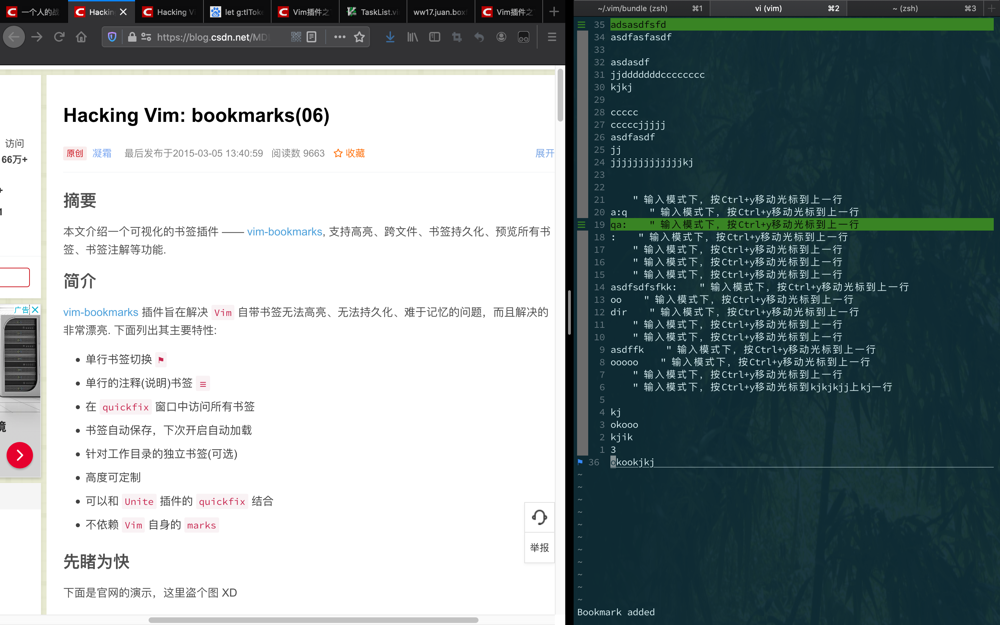 一个人的战
Hacking
Hacking Vi
let g:tlToke
Vim插件之
TaskList.vi
ww17.juan.boxf
Vim插件之
https://blog.csdn.net/MDL
访问
66万+
+
1
广告
境
Hacking Vim: bookmarks(06)
原创 凝霜 最后发布于2015-03-05 13:40:59 阅读数 9663 收藏 展开
摘要
本文介绍一个可视化的书签插件 —— vim-bookmarks, 支持高亮、跨文件、书签持久化、预览所有书
签、书签注解等功能.
简介
vim-bookmarks 插件旨在解决 Vim 自带书签无法高亮、无法持久化、难于记忆的问题，而且解决的
非常漂亮. 下面列出其主要特性:
• 单行书签切换 ⚑
• 单行的注释(说明)书签 ☰
• 在 quickfix 窗口中访问所有书签
• 书签自动保存，下次开启自动加载
• 针对工作目录的独立书签(可选)
• 高度可定制
• 可以和 Unite 插件的 quickfix 结合
• 不依赖 Vim 自身的 marks
先睹为快
下面是官网的演示，这里盗个图 XD
举报
~/.vim/bundle (zsh) ⌘1
vi (vim) ⌘2
~ (zsh) ⌘3
☰ 35 adsasdfsfd
34 asdfasfasdf
33
32 asdasdf
31 jjdddddddcccccccc
30 kjkj
29
28 ccccc
27 cccccjjjjj
26 asdfasdf
25 jj
24 jjjjjjjjjjjjjkj
23
22
21     " 输入模式下，按Ctrl+y移动光标到上一行
20 a:q    " 输入模式下，按Ctrl+y移动光标到上一行
☰ 19 qa:    " 输入模式下，按Ctrl+y移动光标到上一行
18 :    " 输入模式下，按Ctrl+y移动光标到上一行
17     " 输入模式下，按Ctrl+y移动光标到上一行
16     " 输入模式下，按Ctrl+y移动光标到上一行
15     " 输入模式下，按Ctrl+y移动光标到上一行
14 asdfsdfsfkk:    " 输入模式下，按Ctrl+y移动光标到上一行
13 oo    " 输入模式下，按Ctrl+y移动光标到上一行
12 dir    " 输入模式下，按Ctrl+y移动光标到上一行
11     " 输入模式下，按Ctrl+y移动光标到上一行
10     " 输入模式下，按Ctrl+y移动光标到上一行
9 asdffk    " 输入模式下，按Ctrl+y移动光标到上一行
8 ooooo    " 输入模式下，按Ctrl+y移动光标到上一行
7     " 输入模式下，按Ctrl+y移动光标到上一行
6     " 输入模式下，按Ctrl+y移动光标到kjkjkjj上kj一行
5
4 kj
3 okooo
2 kjik
1 3
⚑ 36 okookjkj
~
~
~
~
~
~
~
~
~
~
~
Bookmark added